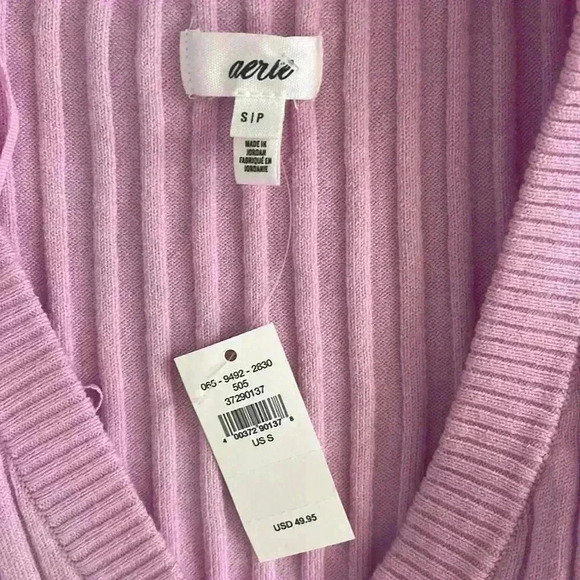 aerie
S|P
MADE IN
JORDAN
FABRIQUÉ EN
JORDANIE
065 - 9492 - 2830
505
37290137
4 00372 90137 8
US S
USD 49.95